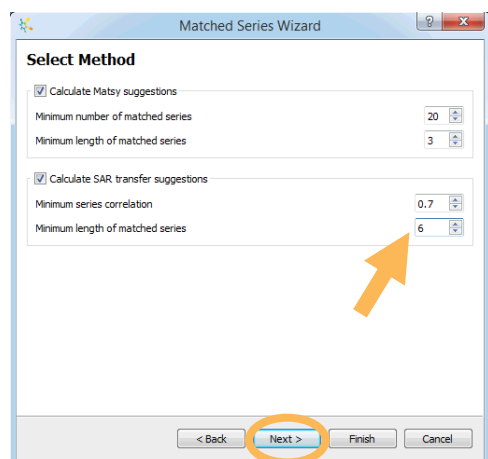 Matched Series Wizard
?
x
Select Method
Calculate Matsy suggestions
Minimum number of matched series 20
Minimum length of matched series 3
Calculate SAR transfer suggestions
Minimum series correlation 0.7
Minimum length of matched series 6
< Back Next > Finish Cancel